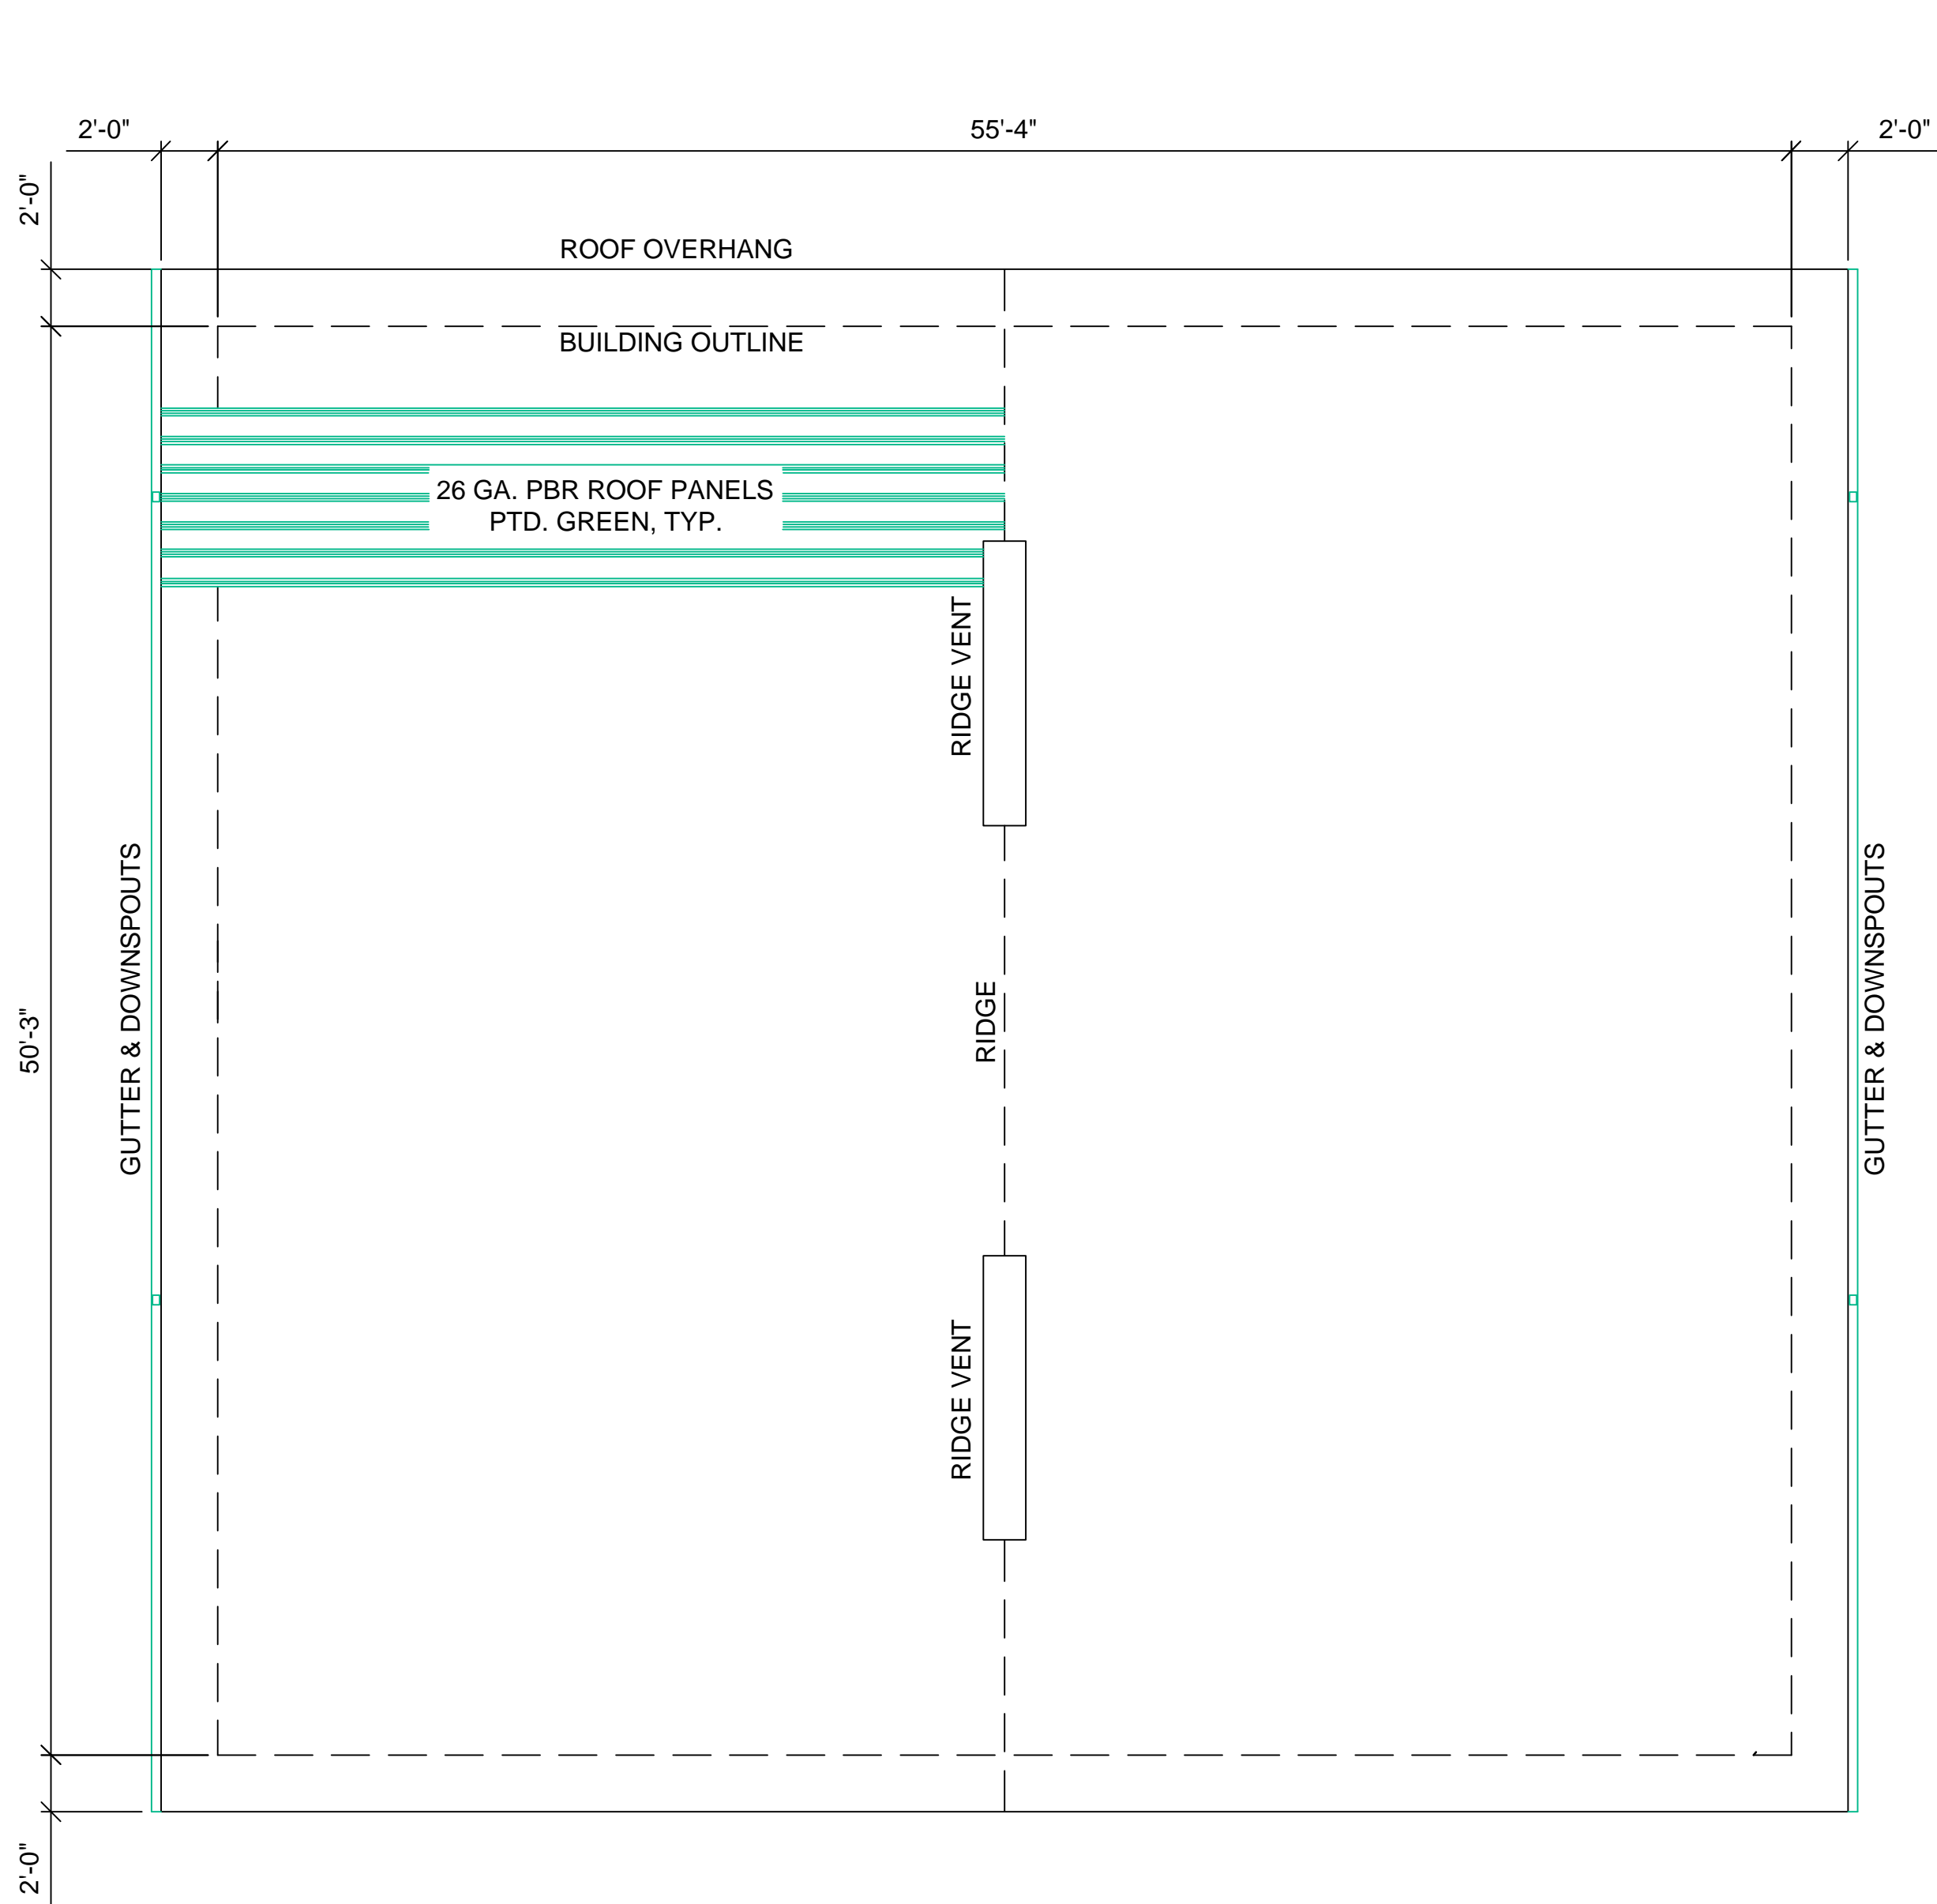 2'-0"
55'-4"
2'-0"
2'-0"
ROOF OVERHANG
BUILDING OUTLINE
26 GA. PBR ROOF PANELS
PTD. GREEN, TYP.
RIDGE VENT
GUTTER & DOWNSPOUTS
50'-3"
RIDGE
GUTTER & DOWNSPOUTS
RIDGE VENT
2'-0"